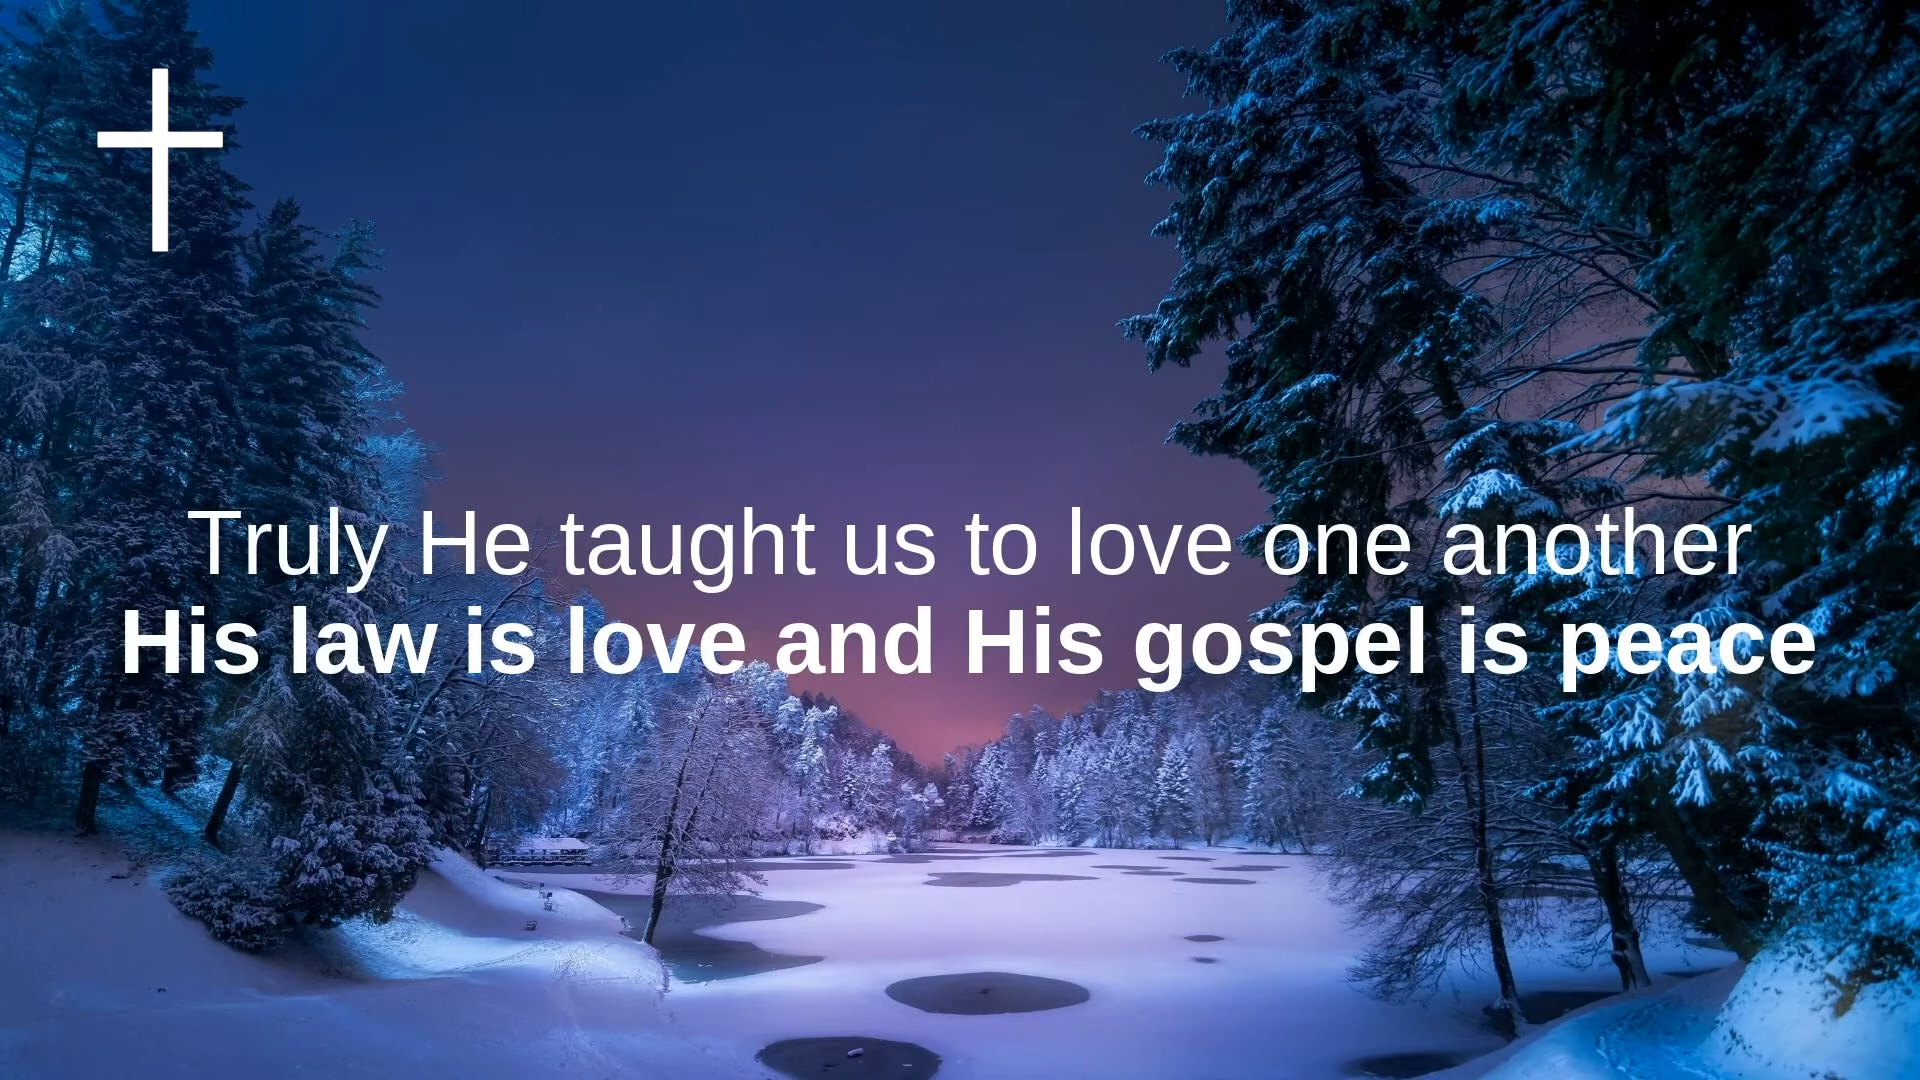 Truly He taught us to love one another
His law is love and His gospel is peace